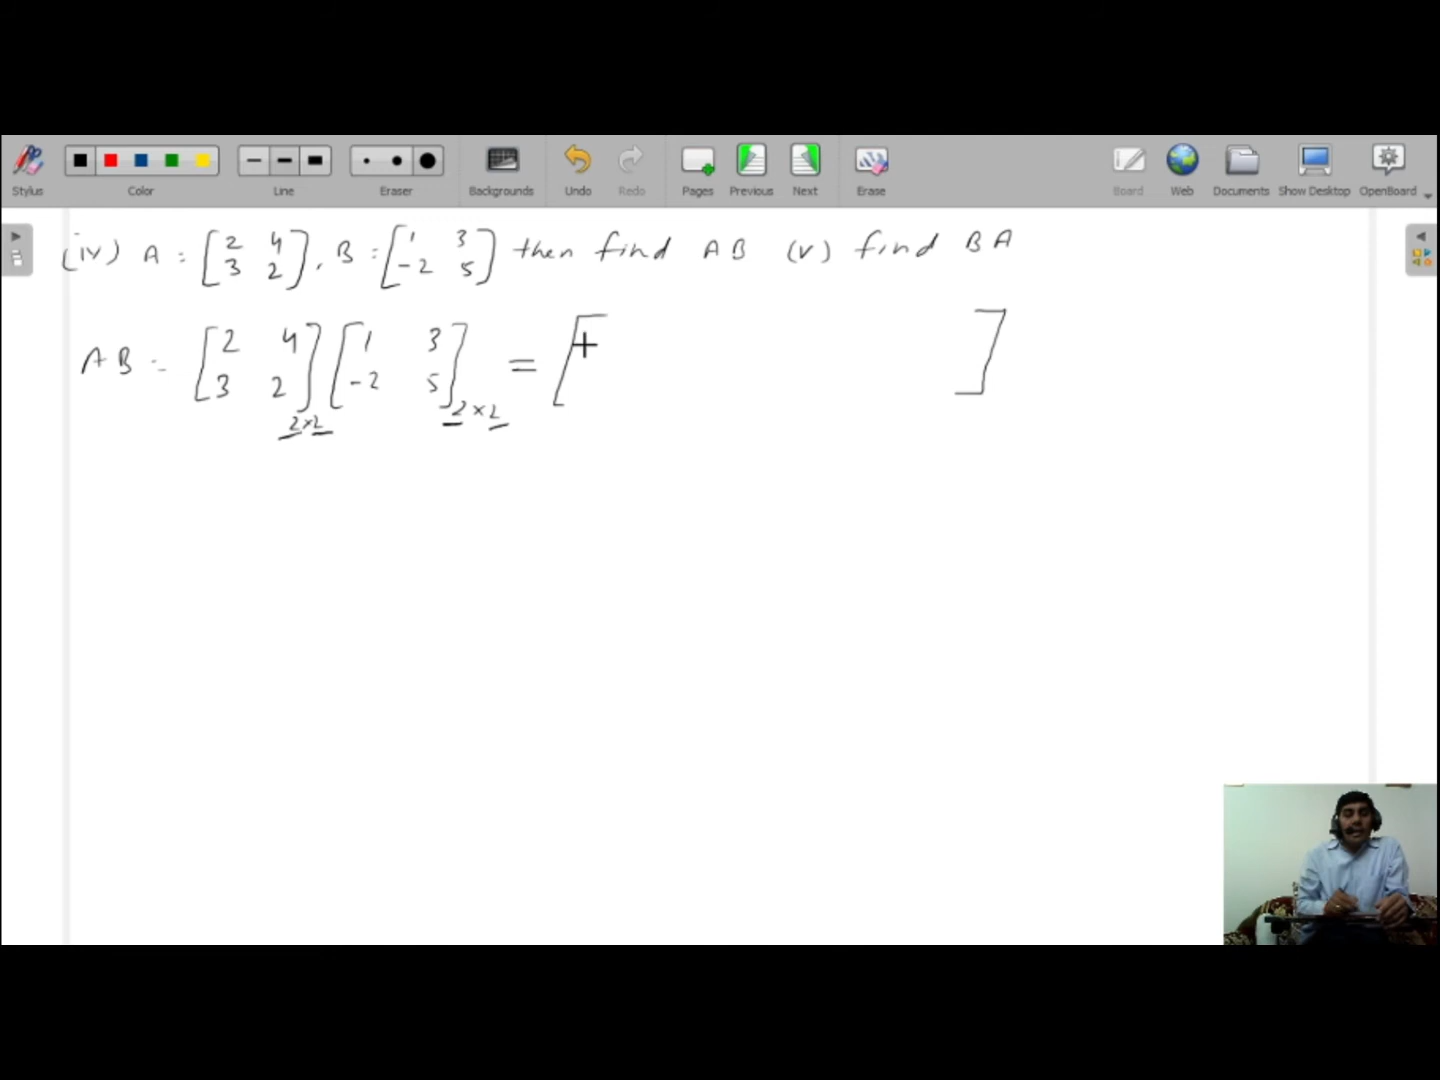 Stylus Color Line Eraser Backgrounds Undo Redo Pages Previous Next Erase Board Web Documents Show Desktop OpenBoard
(iv) A = [2 4 3 2], B = [1 3 -2 5] then find AB (v) find BA
AB = [2 4 3 2]2×2 [1 3 -2 5]2×2 = [ ]